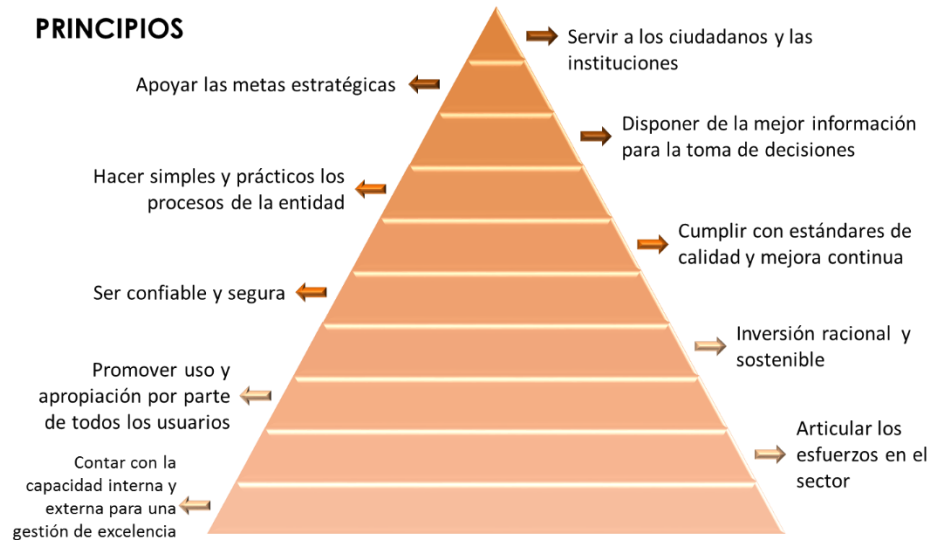 PRINCIPIOS
Servir a los ciudadanos y las
instituciones
Apoyar las metas estratégicas
Disponer de la mejor información
para la toma de decisiones
Hacer simples y prácticos los
procesos de la entidad
Cumplir con estándares de
calidad y mejora continua
Ser confiable y segura
Inversión racional y
sostenible
Promover uso y
apropiación por parte
de todos los usuarios
Articular los
esfuerzos en el
sector
Contar con la
capacidad interna y
externa para una
gestión de excelencia